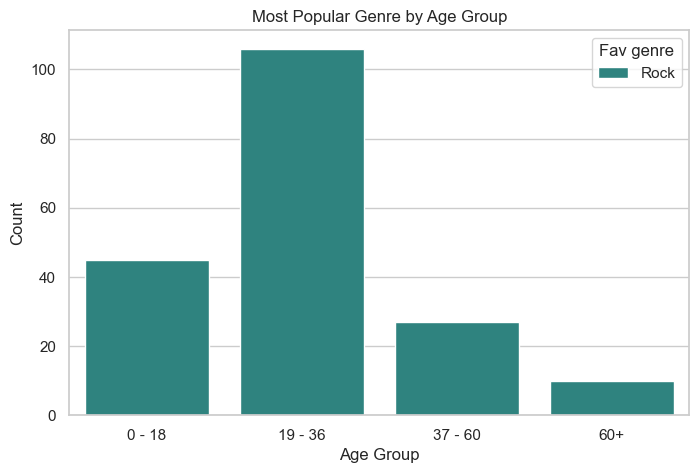 Most Popular Genre by Age Group
Fav genre
Rock
Count
100
80
60
40
20
0
0 - 18
19 - 36
37 - 60
60+
Age Group